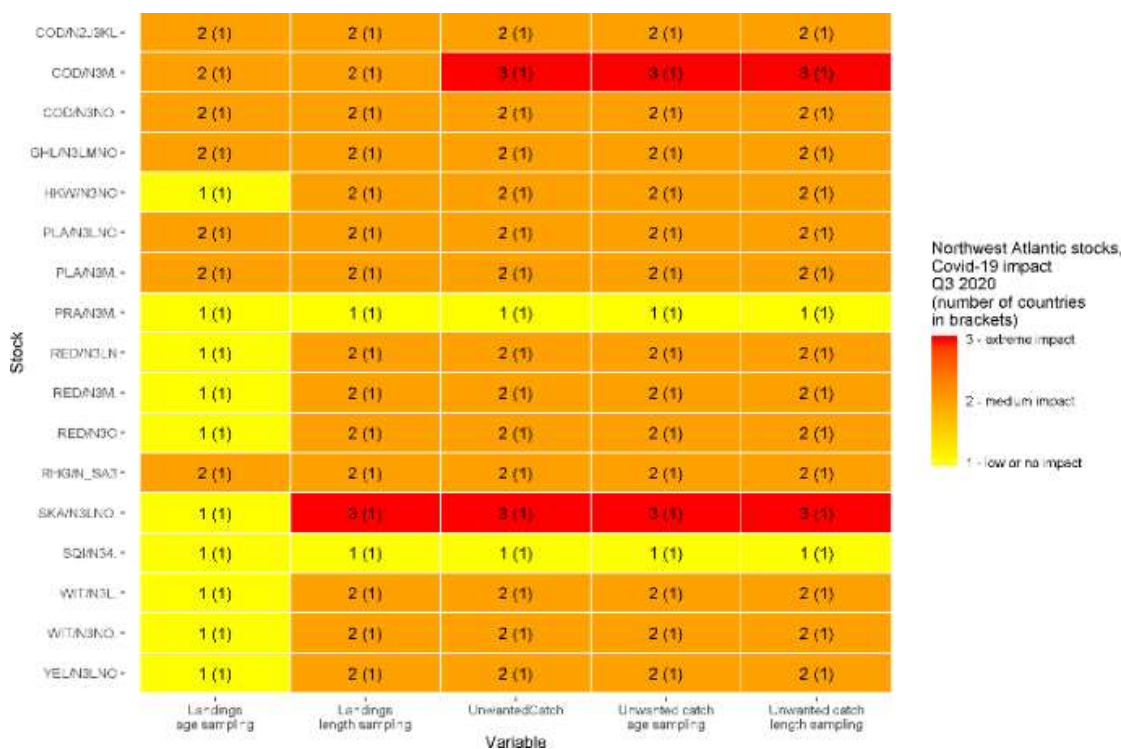 COD/N2J3KL 2 (1) 2 (1) 2 (1) 2 (1) 2 (1)
COD/N3M. 2 (1) 2 (1) 3 (1) 3 (1) 3 (1)
COD/N3NO. 2 (1) 2 (1) 2 (1) 2 (1) 2 (1)
GHL/N3LMNO 2 (1) 2 (1) 2 (1) 2 (1) 2 (1)
HKW/N3NO 1 (1) 2 (1) 2 (1) 2 (1) 2 (1)
PLA/N3LNO 2 (1) 2 (1) 2 (1) 2 (1) 2 (1)
PLA/N3M. 2 (1) 2 (1) 2 (1) 2 (1) 2 (1)
PRA/N3M. 1 (1) 1 (1) 1 (1) 1 (1) 1 (1)
RED/N3LN 1 (1) 2 (1) 2 (1) 2 (1) 2 (1)
RED/N3M. 1 (1) 2 (1) 2 (1) 2 (1) 2 (1)
RED/N3O 1 (1) 2 (1) 2 (1) 2 (1) 2 (1)
RHG/N_SA3 2 (1) 2 (1) 2 (1) 2 (1) 2 (1)
SKA/N3LNO. 1 (1) 3 (1) 3 (1) 3 (1) 3 (1)
SQI/N34. 1 (1) 1 (1) 1 (1) 1 (1) 1 (1)
WIT/N3L. 1 (1) 2 (1) 2 (1) 2 (1) 2 (1)
WIT/N3NO. 1 (1) 2 (1) 2 (1) 2 (1) 2 (1)
YEL/N3LNO 1 (1) 2 (1) 2 (1) 2 (1) 2 (1)
Stock
Landings
age sampling
Landings
length sampling
UnwantedCatch
Unwanted catch
age sampling
Unwanted catch
length sampling
Variable
Northwest Atlantic stocks,
Covid-19 impact
Q3 2020
(number of countries
in brackets)
3 - extreme impact
2 - medium impact
1 - low or no impact